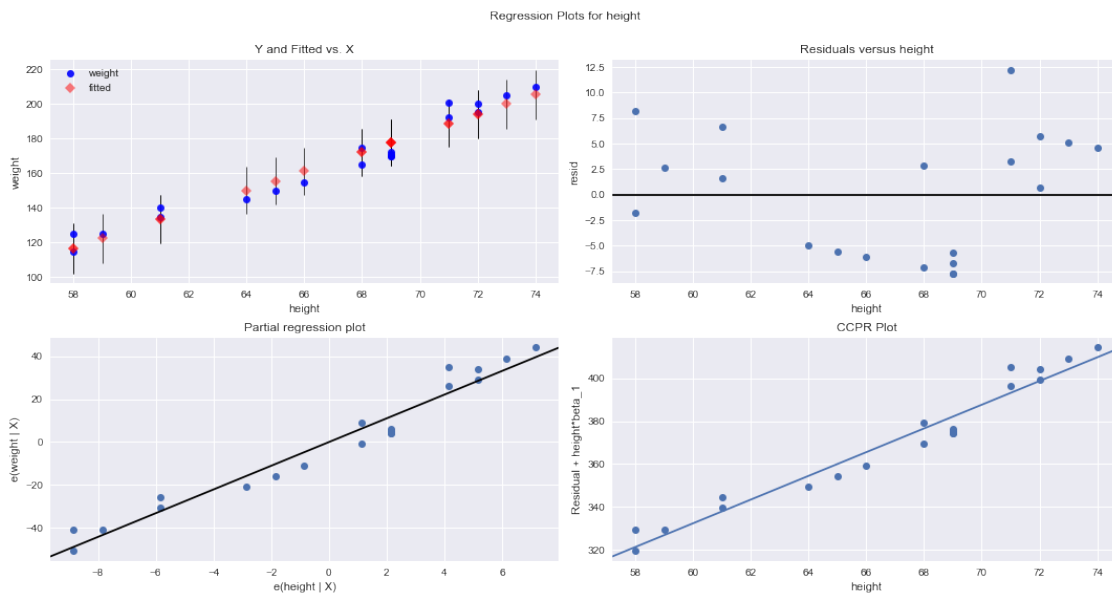 Regression Plots for height
Y and Fitted vs. X
weight
fitted
220
200
180
160
140
120
100
weight
58 60 62 64 66 68 70 72 74
height
Residuals versus height
12.5
10.0
7.5
5.0
2.5
0.0
−2.5
−5.0
−7.5
resid
58 60 62 64 66 68 70 72 74
height
Partial regression plot
40
20
0
−20
−40
e(weight | X)
−8 −6 −4 −2 0 2 4 6
e(height | X)
CCPR Plot
400
380
360
340
320
Residual + height*beta_1
58 60 62 64 66 68 70 72 74
height